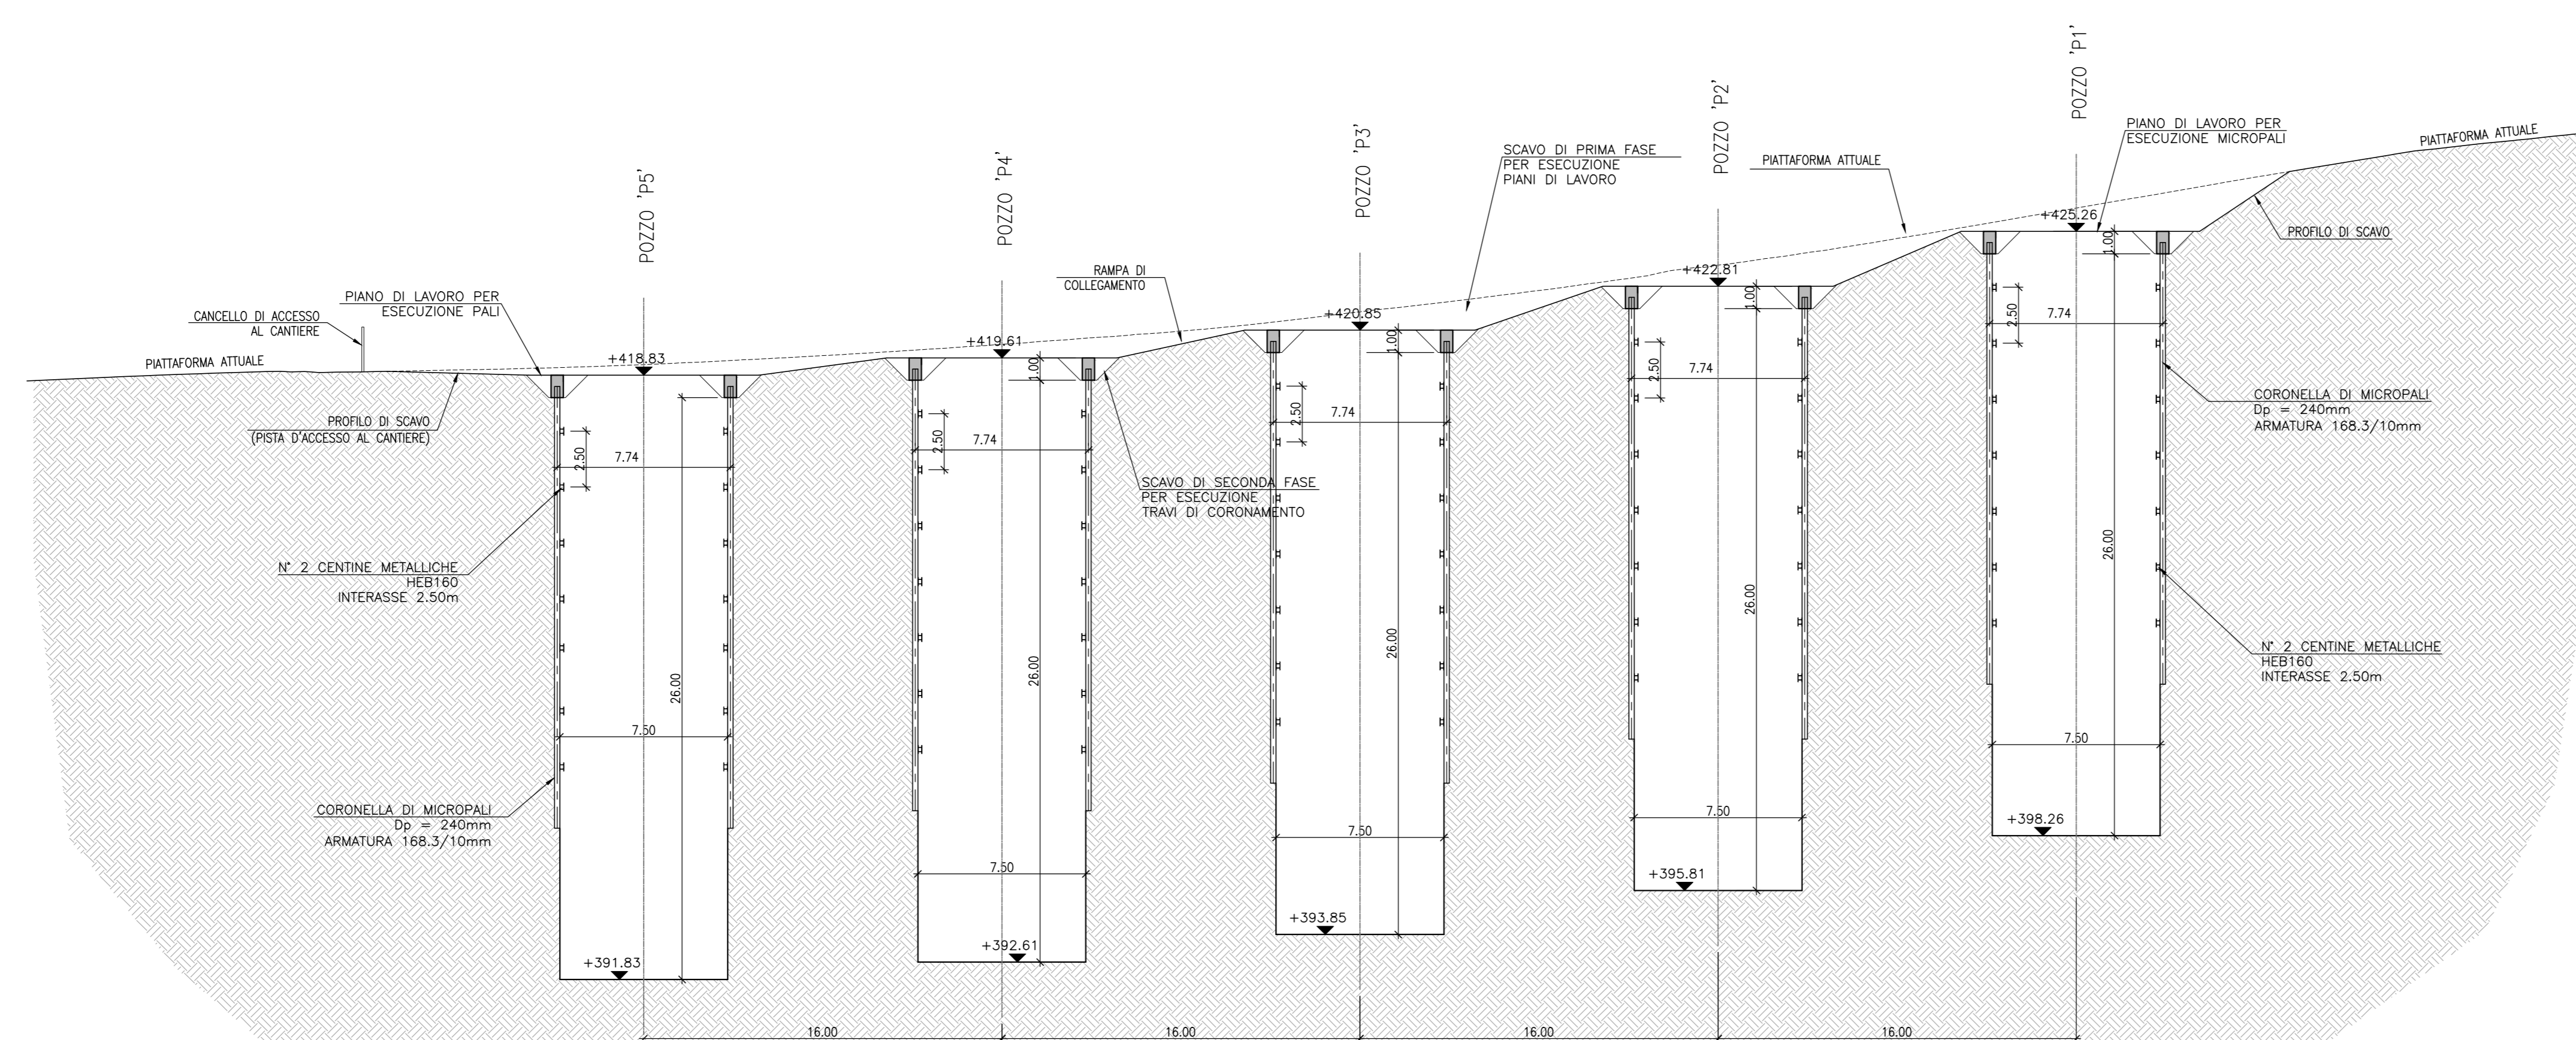 POZZO 'P5'
POZZO 'P4'
POZZO 'P3'
POZZO 'P2'
POZZO 'P1'
PIATTAFORMA ATTUALE
CANCELLO DI ACCESSO
AL CANTIERE
PIANO DI LAVORO PER
ESECUZIONE PALI
PROFILO DI SCAVO
(PISTA D'ACCESSO AL CANTIERE)
N° 2 CENTINE METALLICHE
HEB160
INTERASSE 2.50m
CORONELLA DI MICROPALI
Dp = 240mm
ARMATURA 168.3/10mm
+418.83
2.50
7.74
26.00
7.50
+391.83
+419.61
1.00
2.50
7.74
26.00
7.50
+392.61
RAMPA DI
COLLEGAMENTO
SCAVO DI SECONDA FASE
PER ESECUZIONE
TRAVI DI CORONAMENTO
+420.85
1.00
2.50
7.74
26.00
7.50
+393.85
SCAVO DI PRIMA FASE
PER ESECUZIONE
PIANI DI LAVORO
+422.81
1.00
2.50
7.74
26.00
7.50
+395.81
PIATTAFORMA ATTUALE
+425.26
1.00
2.50
7.74
26.00
7.50
+398.26
PIANO DI LAVORO PER
ESECUZIONE MICROPALI
PIATTAFORMA ATTUALE
PROFILO DI SCAVO
CORONELLA DI MICROPALI
Dp = 240mm
ARMATURA 168.3/10mm
N° 2 CENTINE METALLICHE
HEB160
INTERASSE 2.50m
16.00
16.00
16.00
16.00